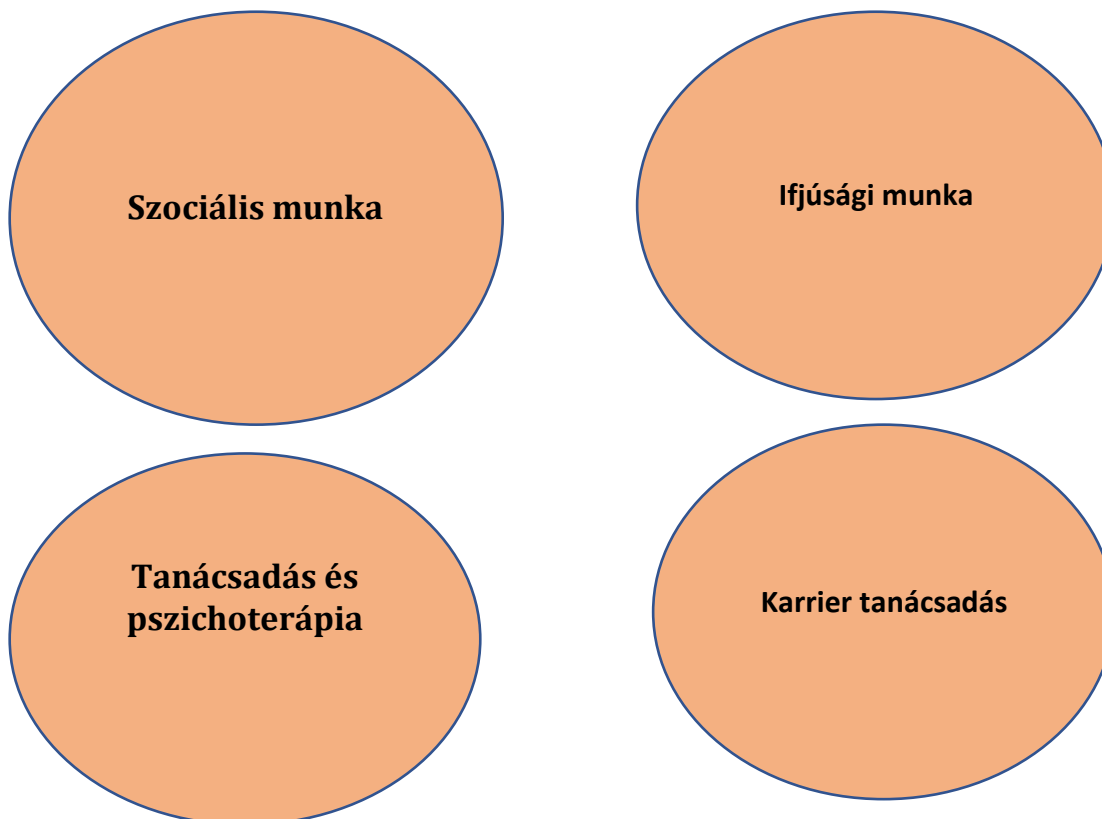 Szociális munka
Ifjúsági munka
Tanácsadás és
pszichoterápia
Karrier tanácsadás